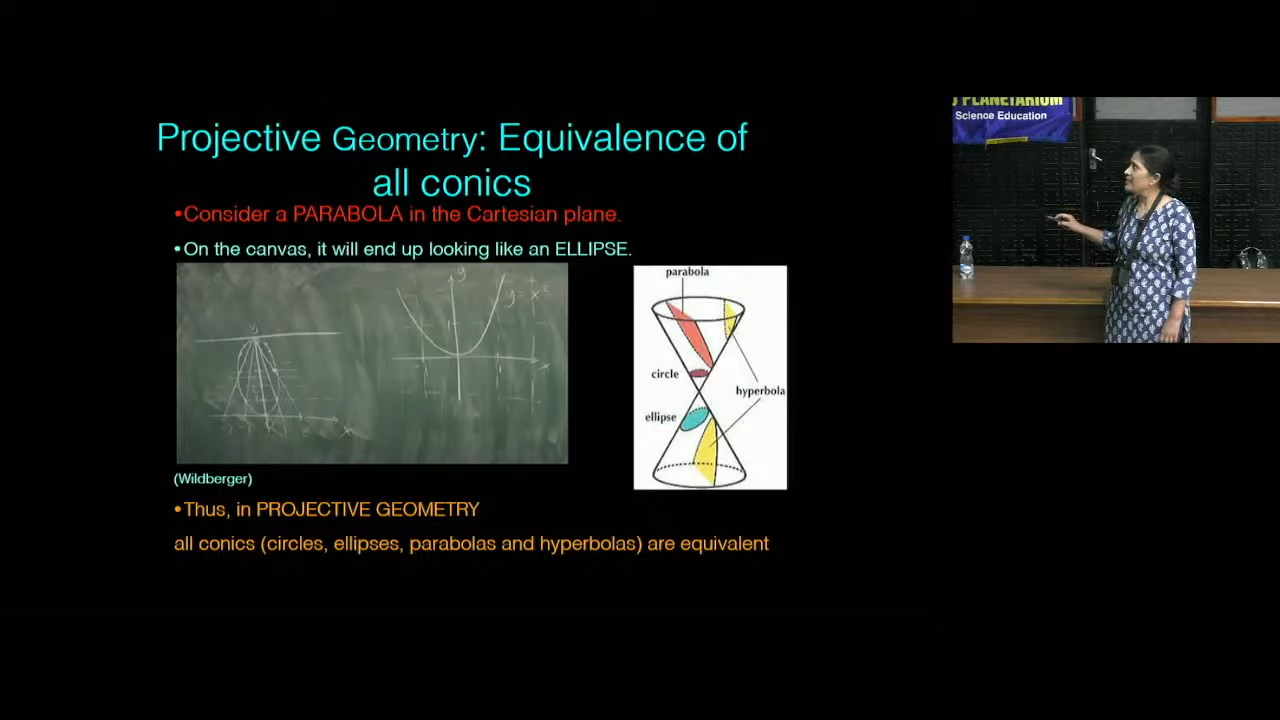 Projective Geometry: Equivalence of
all conics
•Consider a PARABOLA in the Cartesian plane.
•On the canvas, it will end up looking like an ELLIPSE.
y
y = x²
y
x
x
parabola
circle
hyperbola
ellipse
(Wildberger)
•Thus, in PROJECTIVE GEOMETRY
all conics (circles, ellipses, parabolas and hyperbolas) are equivalent
PLANETARIUM
Science Education